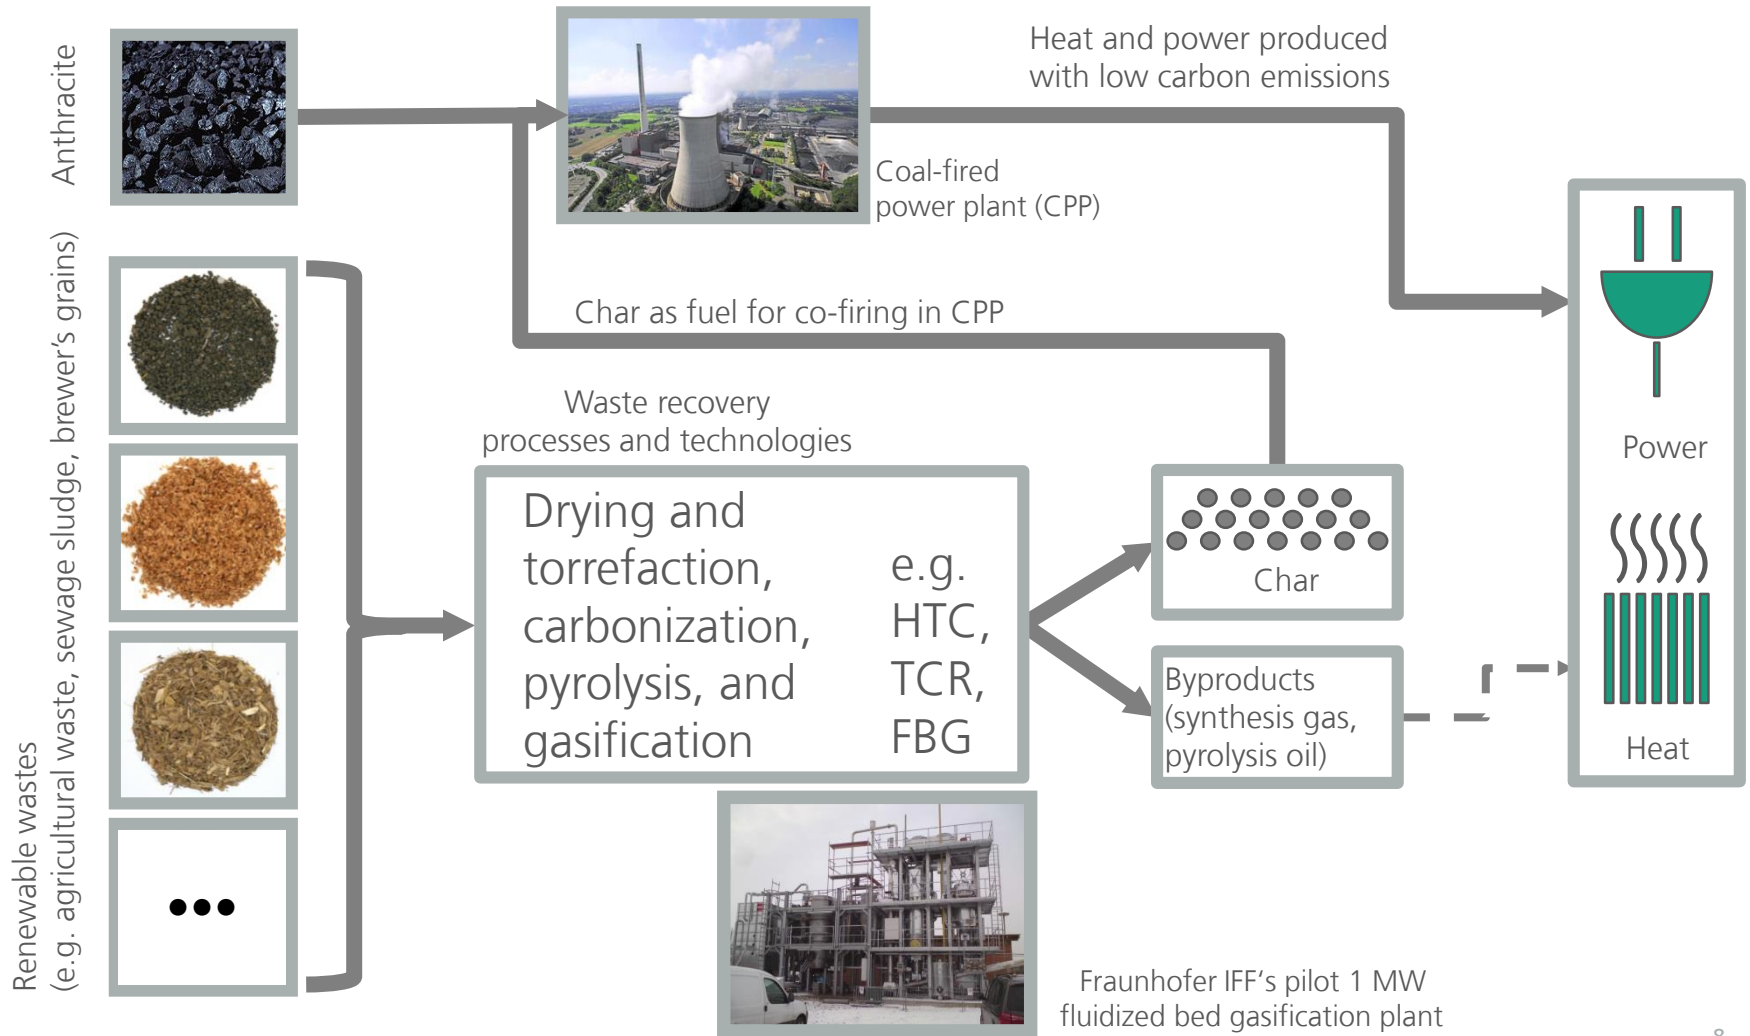 Anthracite
Heat and power produced
with low carbon emissions
Coal-fired
power plant (CPP)
Renewable wastes
(e.g. agricultural waste, sewage sludge, brewer's grains)
Char as fuel for co-firing in CPP
Waste recovery
processes and technologies
Drying and
torrefaction,
carbonization,
pyrolysis, and
gasification
e.g.
HTC,
TCR,
FBG
Char
Byproducts
(synthesis gas,
pyrolysis oil)
Power
Heat
•••
Fraunhofer IFF‘s pilot 1 MW
fluidized bed gasification plant
8